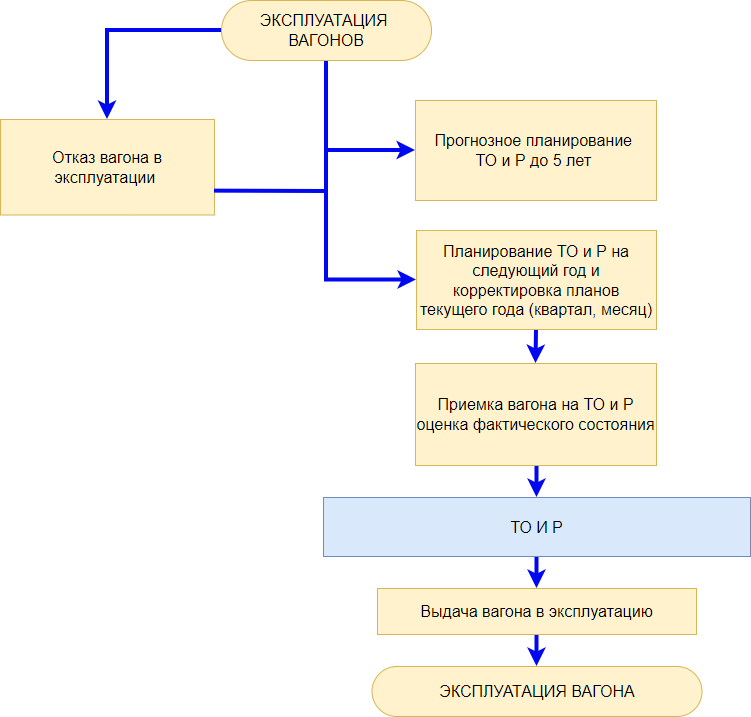 ЭКСПЛУАТАЦИЯ
ВАГОНОВ
Отказ вагона в
эксплуатации
Прогнозное планирование
ТО и Р до 5 лет
Планирование ТО и Р на
следующий год и
корректировка планов
текущего года (квартал, месяц)
Приемка вагона на ТО и Р
оценка фактического состояния
ТО И Р
Выдача вагона в эксплуатацию
ЭКСПЛУАТАЦИЯ ВАГОНА